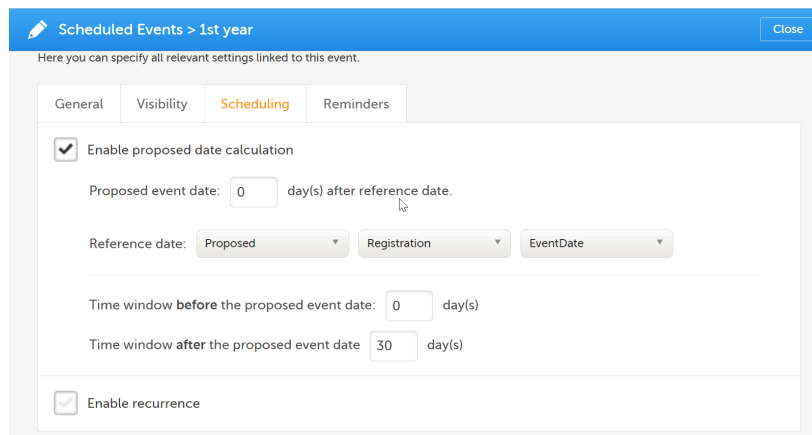 Scheduled Events > 1st year
Close
Here you can specify all relevant settings linked to this event.
General Visibility Scheduling Reminders
Enable proposed date calculation
Proposed event date: 0 day(s) after reference date.
Reference date: Proposed Registration EventDate
Time window before the proposed event date: 0 day(s)
Time window after the proposed event date 30 day(s)
Enable recurrence